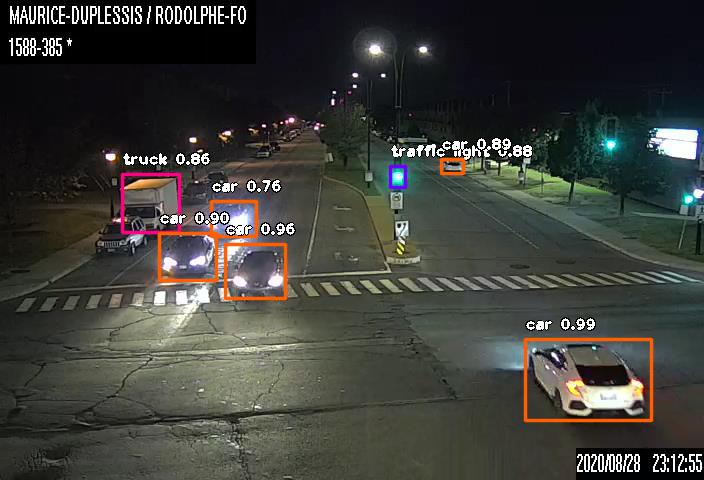 MAURICE-DUPLESSIS / RODOLPHE-FO
1588-385 *
car 0.89
traffic light 0.88
truck 0.86
car 0.76
car 0.90
car 0.96
car 0.99
2020/08/28 23:12:55